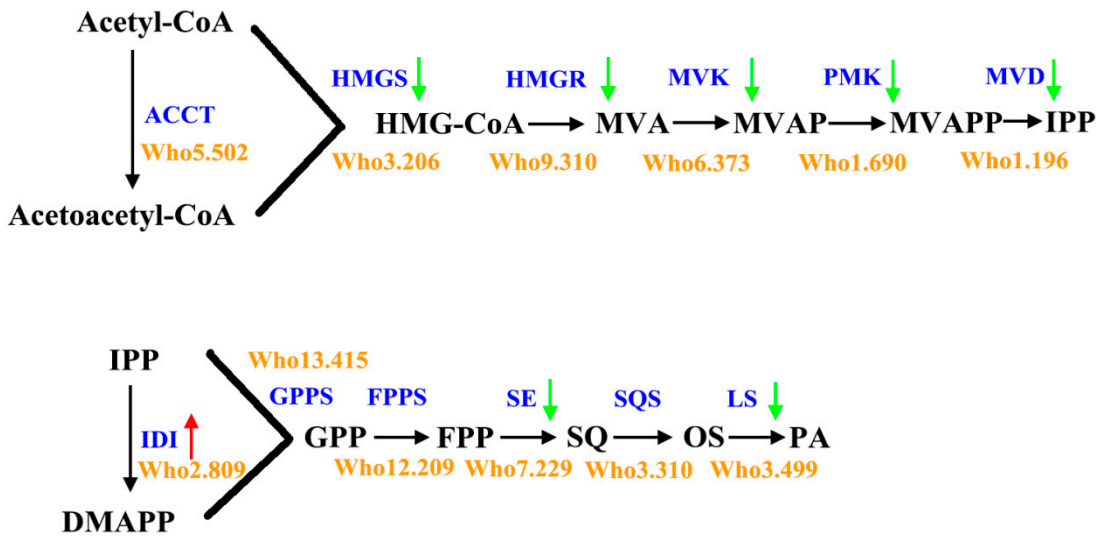 Acetyl-CoA
HMGS HMGR MVK PMK MVD
ACCT
HMG-CoA MVA MVAP MVAPP IPP
Who5.502
Who3.206 Who9.310 Who6.373 Who1.690 Who1.196
Acetoacetyl-CoA
IPP
Who13.415
GPPS FPPS SE SQS LS
IDI
GPP FPP SQ OS PA
Who2.809
Who12.209 Who7.229 Who3.310 Who3.499
DMAPP